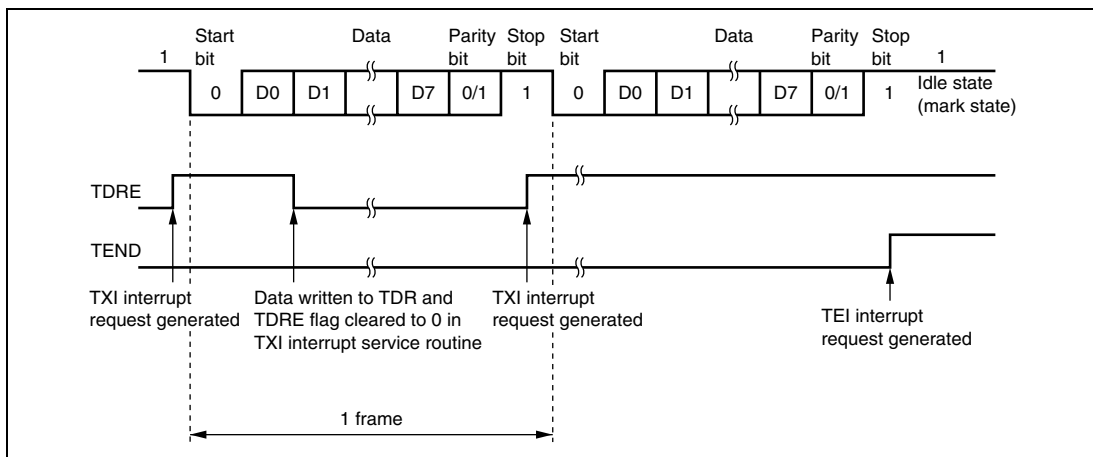 Start Data Parity Stop Start Data Parity Stop
1 bit bit bit bit bit bit 1
0 D0 D1 D7 0/1 1 0 D0 D1 D7 0/1 1 Idle state
(mark state)
TDRE
TEND
TXI interrupt
request generated
Data written to TDR and
TDRE flag cleared to 0 in
TXI interrupt service routine
TXI interrupt
request generated
TEI interrupt
request generated
1 frame